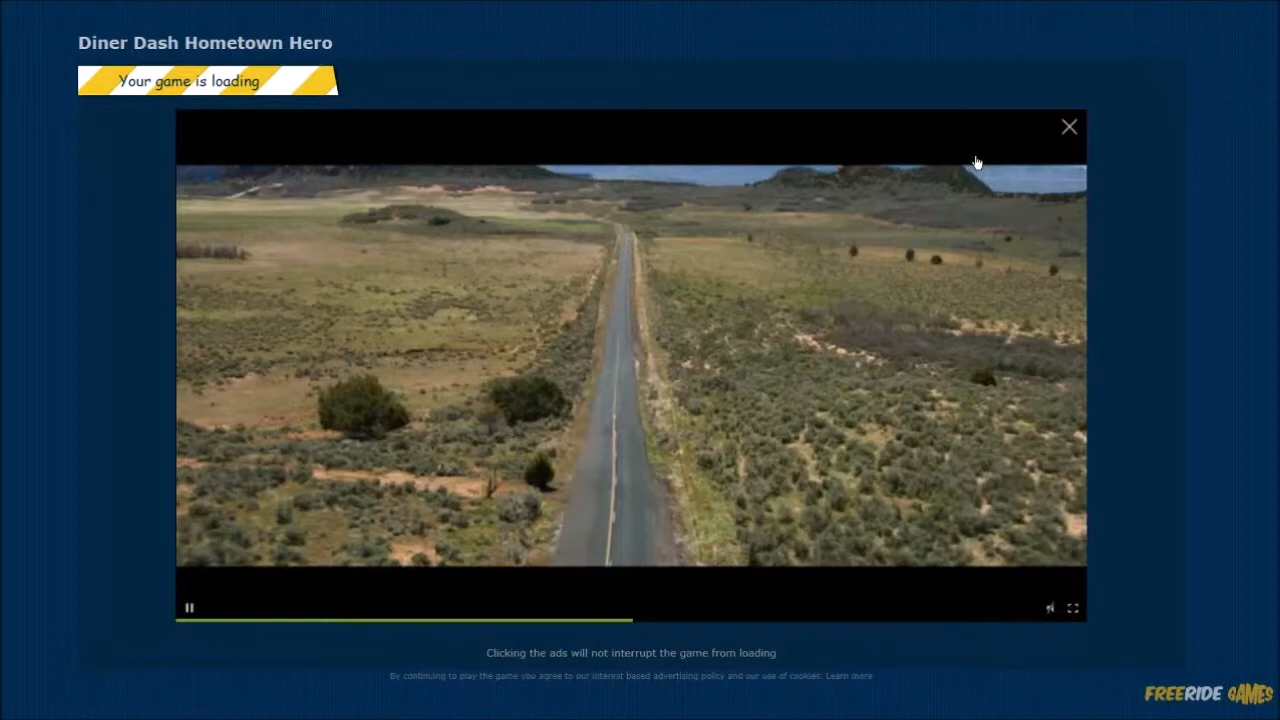 Diner Dash Hometown Hero
Your game is loading
Clicking the ads will not interrupt the game from loading
By continuing to play the game you agree to our interest based advertising policy and our use of cookies. Learn more
FREERIDE GAMES